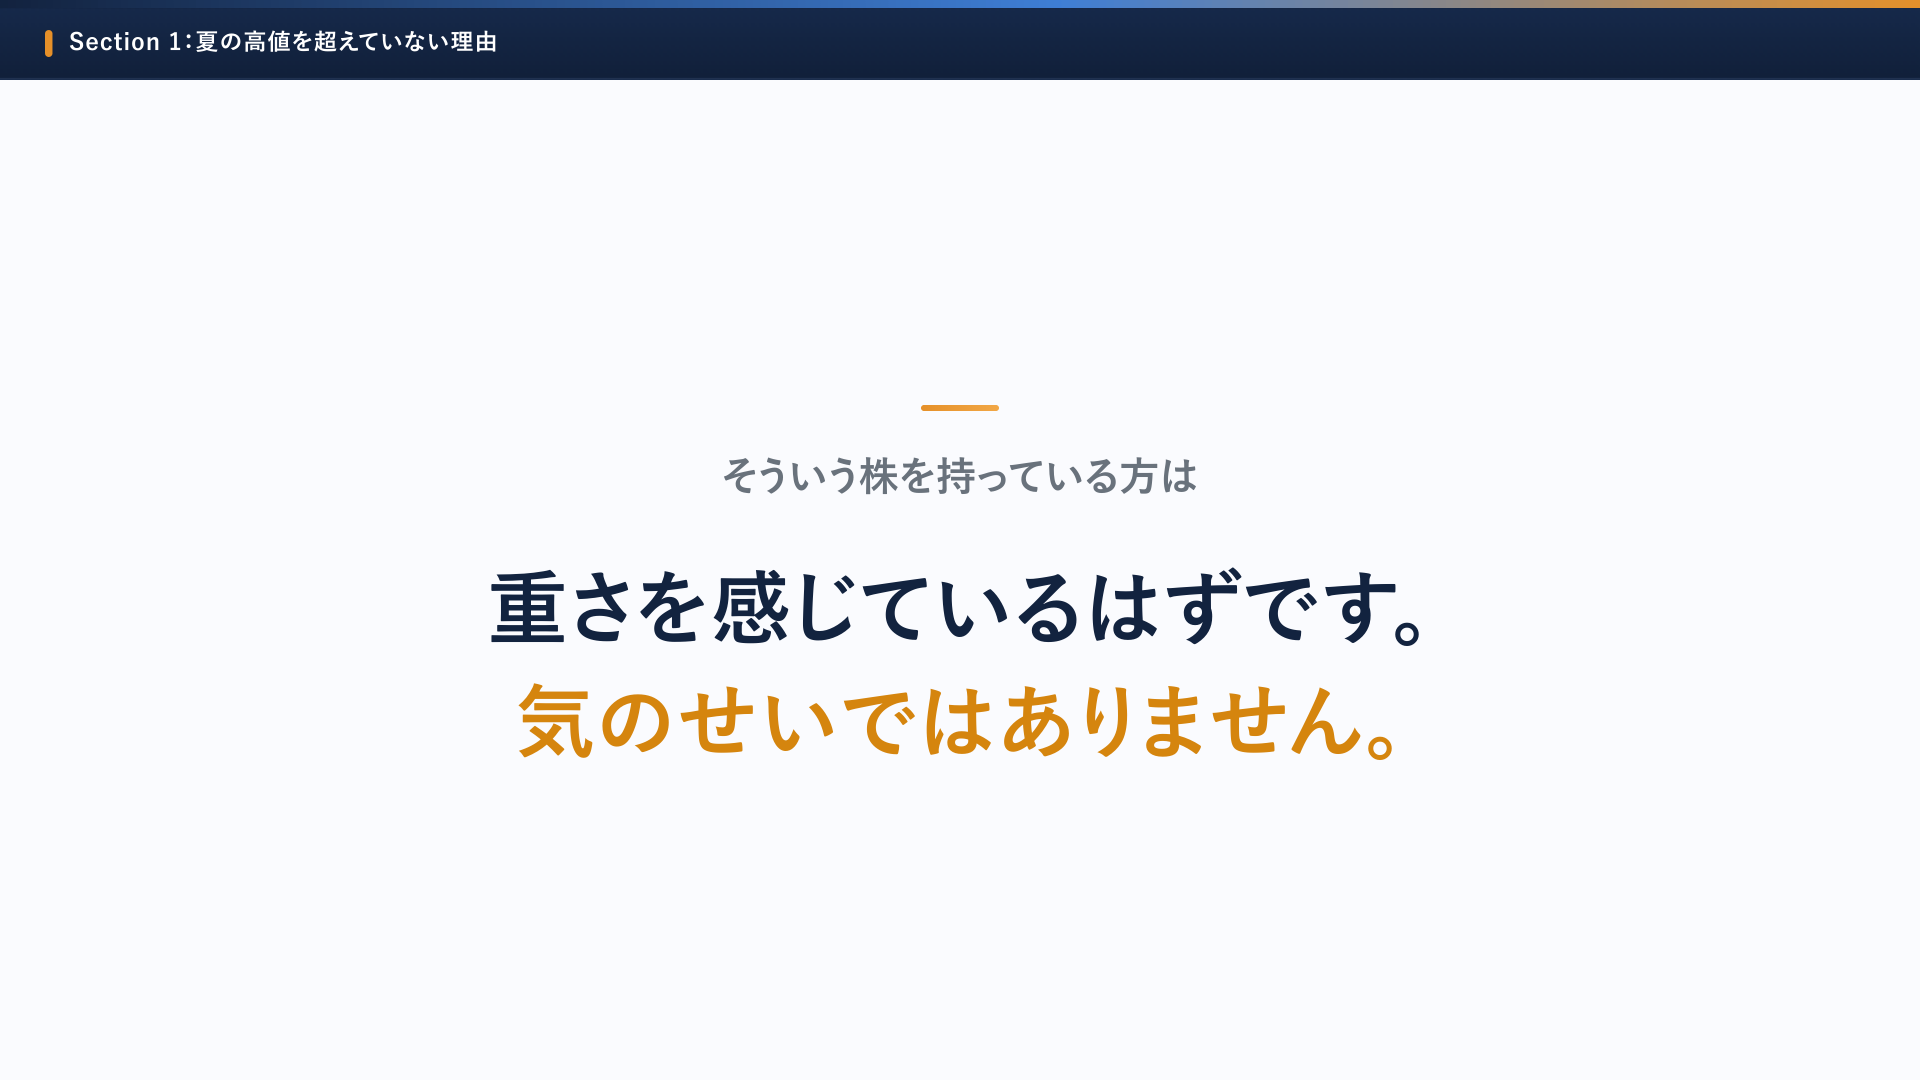 Section 1：夏の高値を超えていない理由
そういう株を持っている方は
重さを感じているはずです。
気のせいではありません。